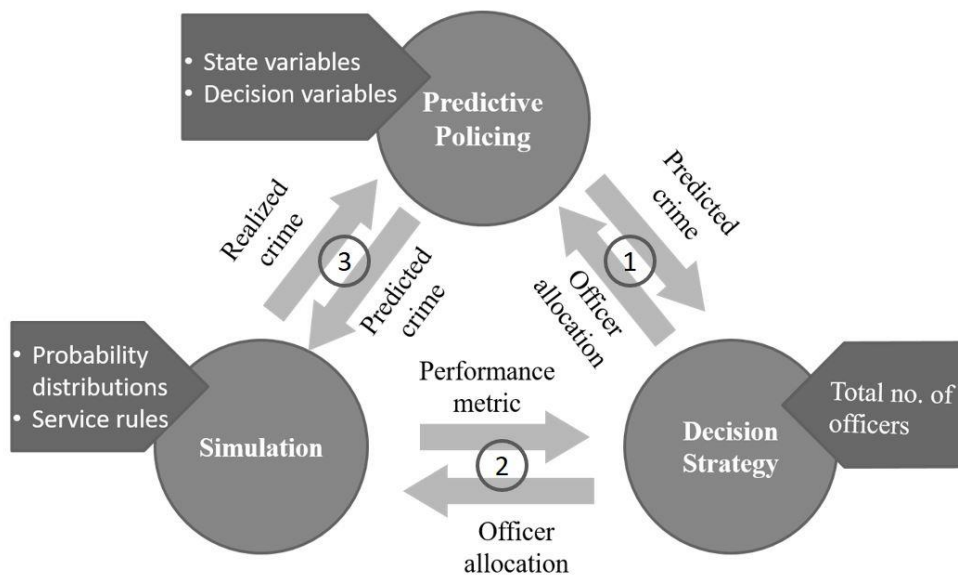 • State variables
• Decision variables
Predictive
Policing
Realized
crime
3
Predicted
crime
Predicted
crime
1
Officer
allocation
• Probability
distributions
• Service rules
Simulation
Performance
metric
2
Officer
allocation
Decision
Strategy
Total no. of
officers